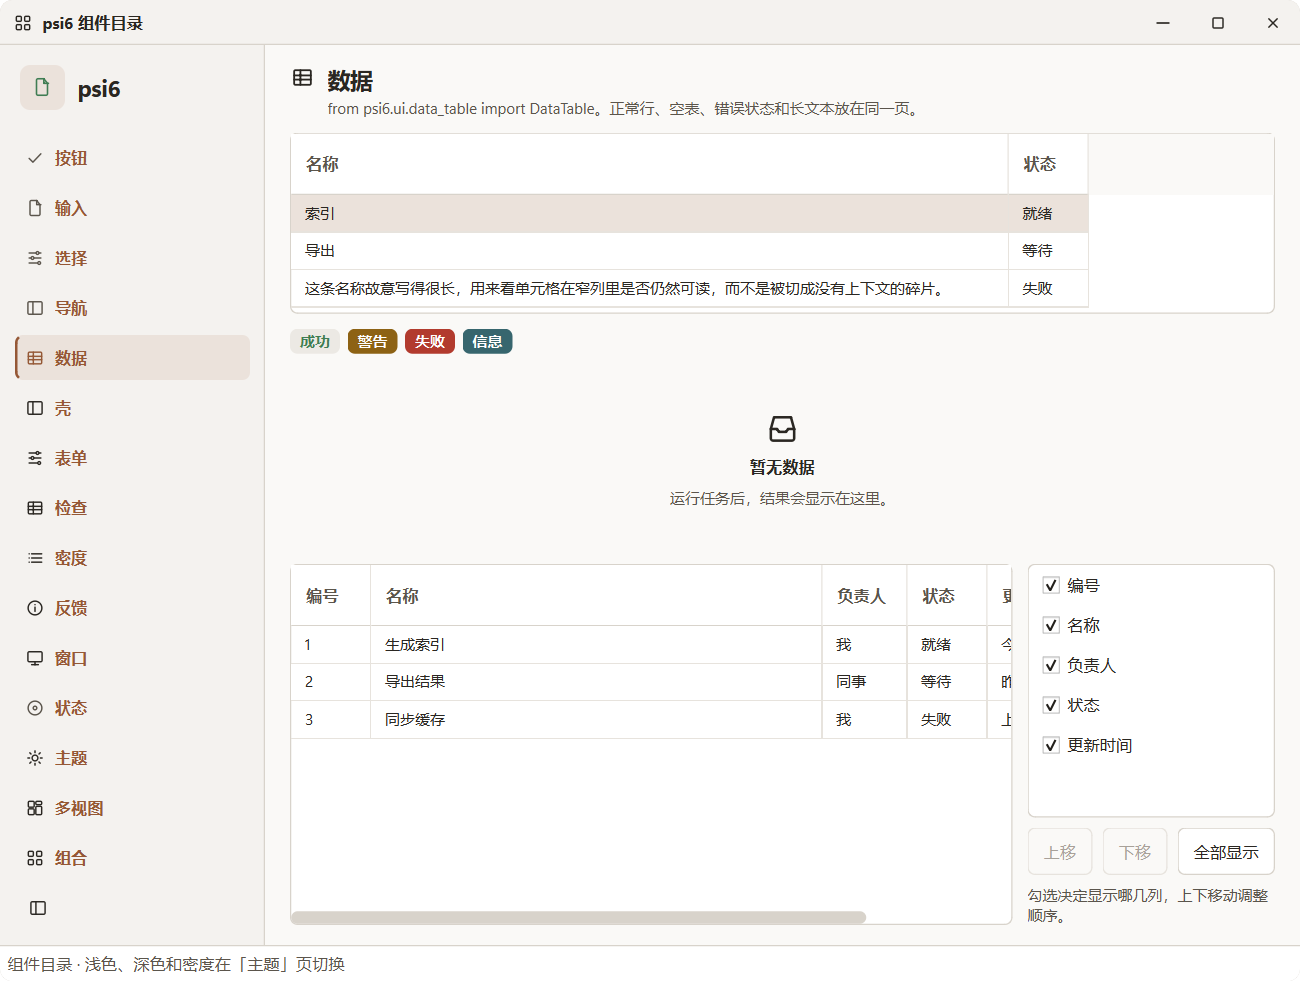 psi6 组件目录
psi6
按钮
输入
选择
导航
数据
壳
表单
检查
密度
反馈
窗口
状态
主题
多视图
组合
数据
from psi6.ui.data_table import DataTable。正常行、空表、错误状态和长文本放在同一页。
名称 状态
索引 就绪
导出 等待
这条名称故意写得很长，用来看单元格在窄列里是否仍然可读，而不是被切成没有上下文的碎片。 失败
成功 警告 失败 信息
暂无数据
运行任务后，结果会显示在这里。
编号 名称 负责人 状态
1 生成索引 我 就绪
2 导出结果 同事 等待
3 同步缓存 我 失败
编号
名称
负责人
状态
更新时间
上移 下移 全部显示
勾选决定显示哪几列，上下移动调整
顺序。
组件目录 · 浅色、深色和密度在「主题」页切换